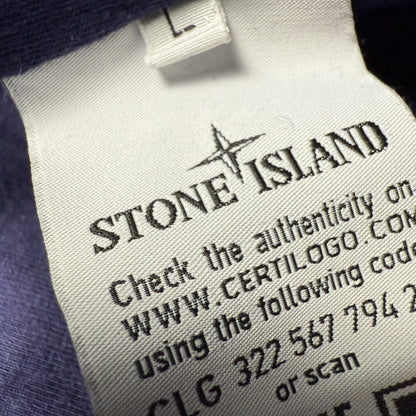 L
STONE ISLAND
Check the authenticity on
WWW.CERTILOGO.COM
using the following code
CLG 322 567 794 2
or scan